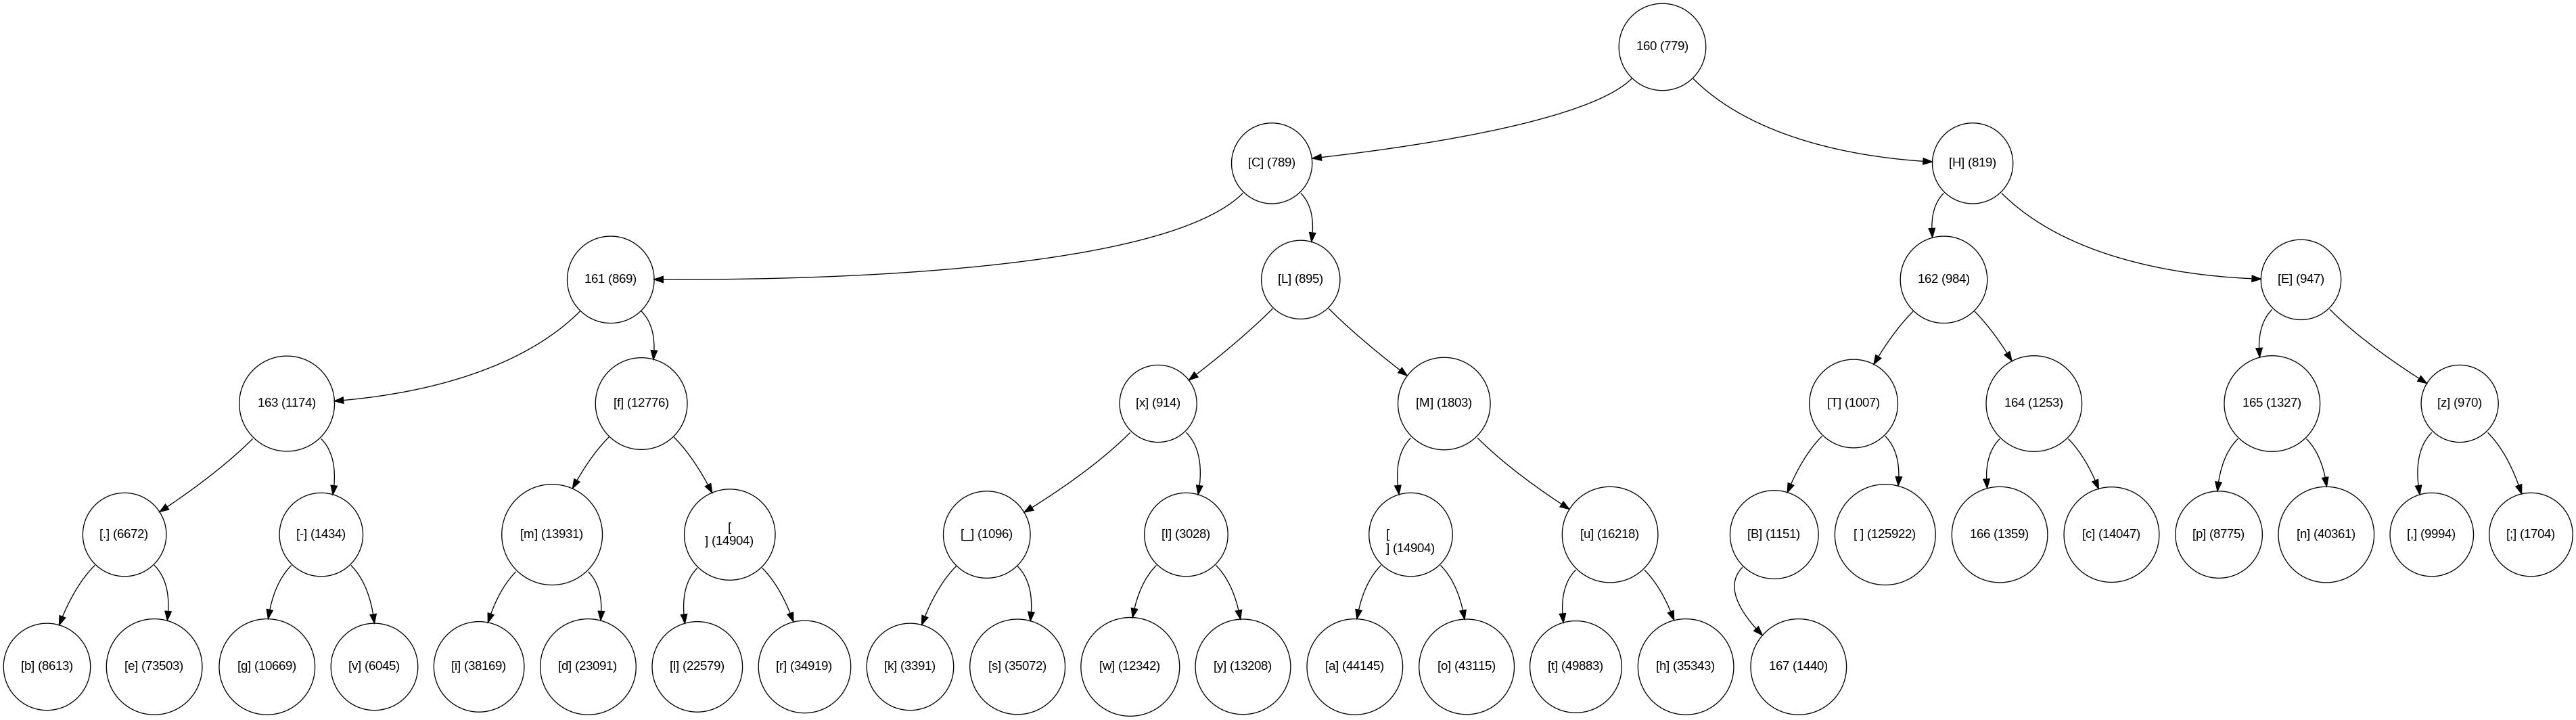 160 (779)
[C] (789)
[H] (819)
161 (869)
[L] (895)
162 (984)
[E] (947)
163 (1174)
[f] (12776)
[x] (914)
[M] (1803)
[T] (1007)
164 (1253)
165 (1327)
[z] (970)
[.] (6672)
[-] (1434)
[m] (13931)
[
] (14904)
[_] (1096)
[I] (3028)
[
] (14904)
[u] (16218)
[B] (1151)
[ ] (125922)
166 (1359)
[c] (14047)
[p] (8775)
[n] (40361)
[,] (9994)
[;] (1704)
[b] (8613)
[e] (73503)
[g] (10669)
[v] (6045)
[i] (38169)
[d] (23091)
[l] (22579)
[r] (34919)
[k] (3391)
[s] (35072)
[w] (12342)
[y] (13208)
[a] (44145)
[o] (43115)
[t] (49883)
[h] (35343)
167 (1440)